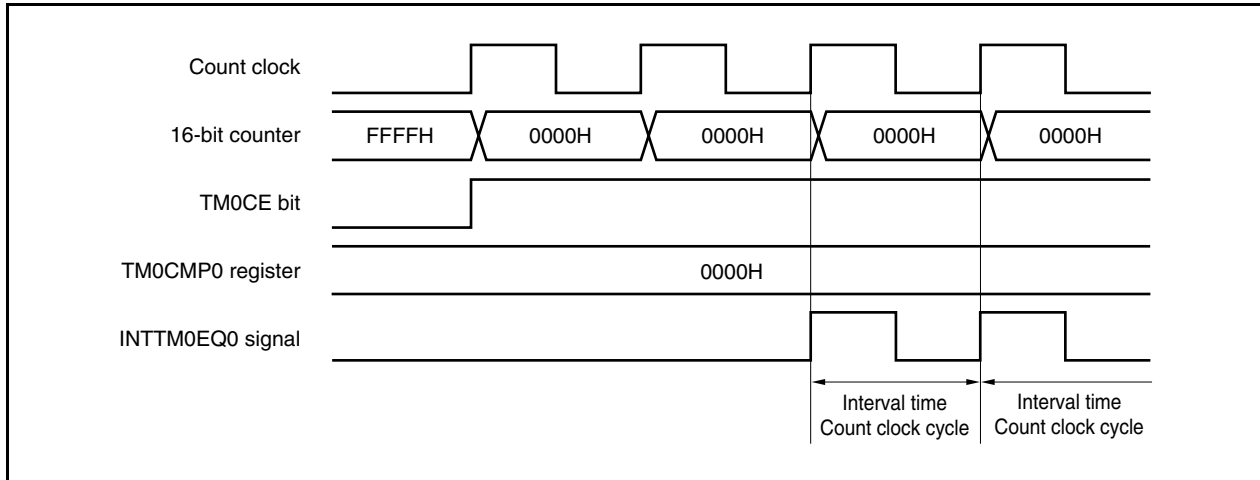 Count clock
16-bit counter
FFFFH
0000H
0000H
0000H
0000H
TM0CE bit
TM0CMP0 register
0000H
INTTM0EQ0 signal
Interval time
Count clock cycle
Interval time
Count clock cycle